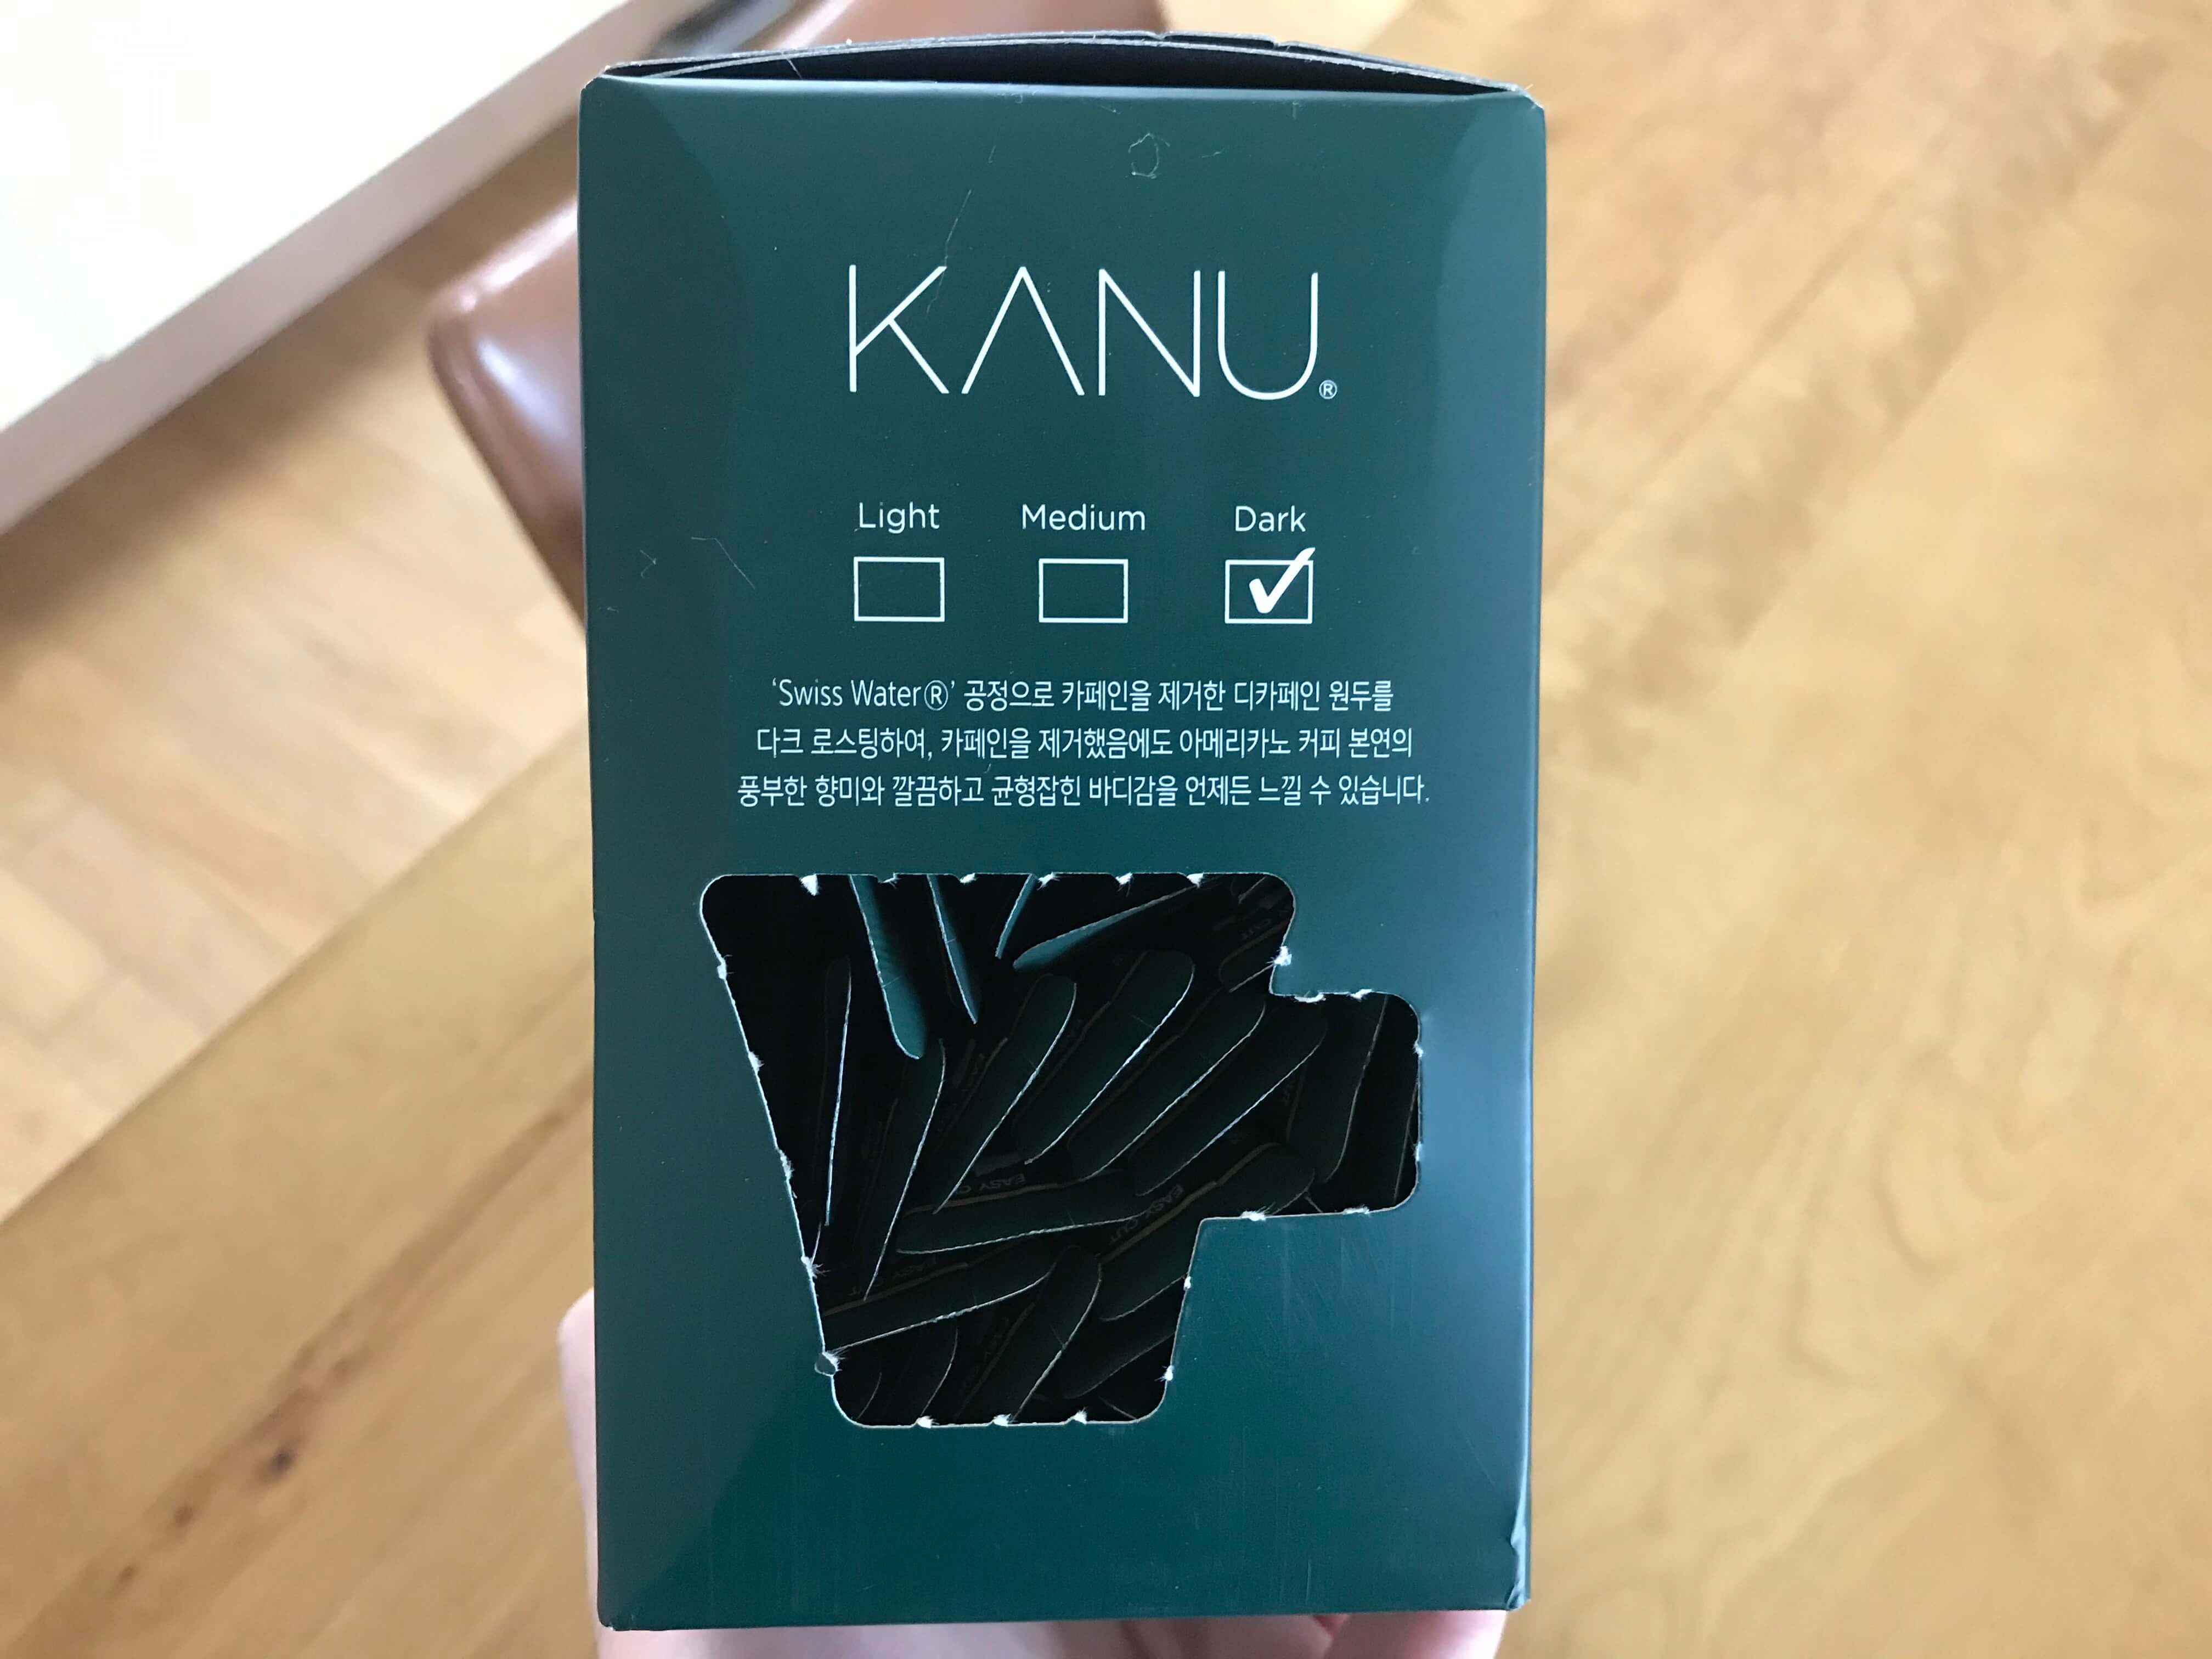 KANU®
Light Medium Dark
'Swiss Water®' 공정으로 카페인을 제거한 디카페인 원두를
다크 로스팅하여, 카페인을 제거했음에도 아메리카노 커피 본연의
풍부한 향미와 깔끔하고 균형잡힌 바디감을 언제든 느낄 수 있습니다.
EASY
EASY CUT